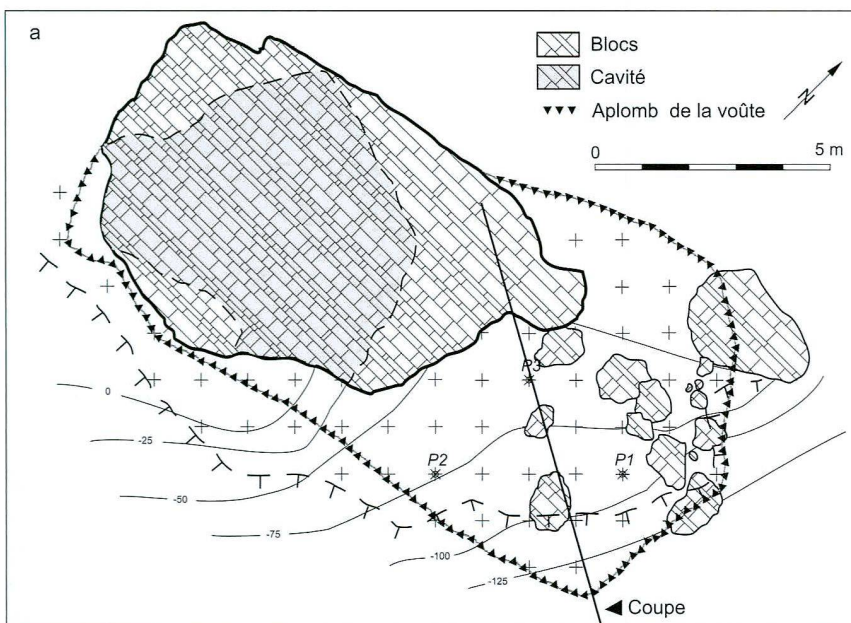 a
Blocs
Cavité
Aplomb de la voûte
N
0 5 m
P3
0
-25
P2
P1
-50
-75
-100
-125
Coupe